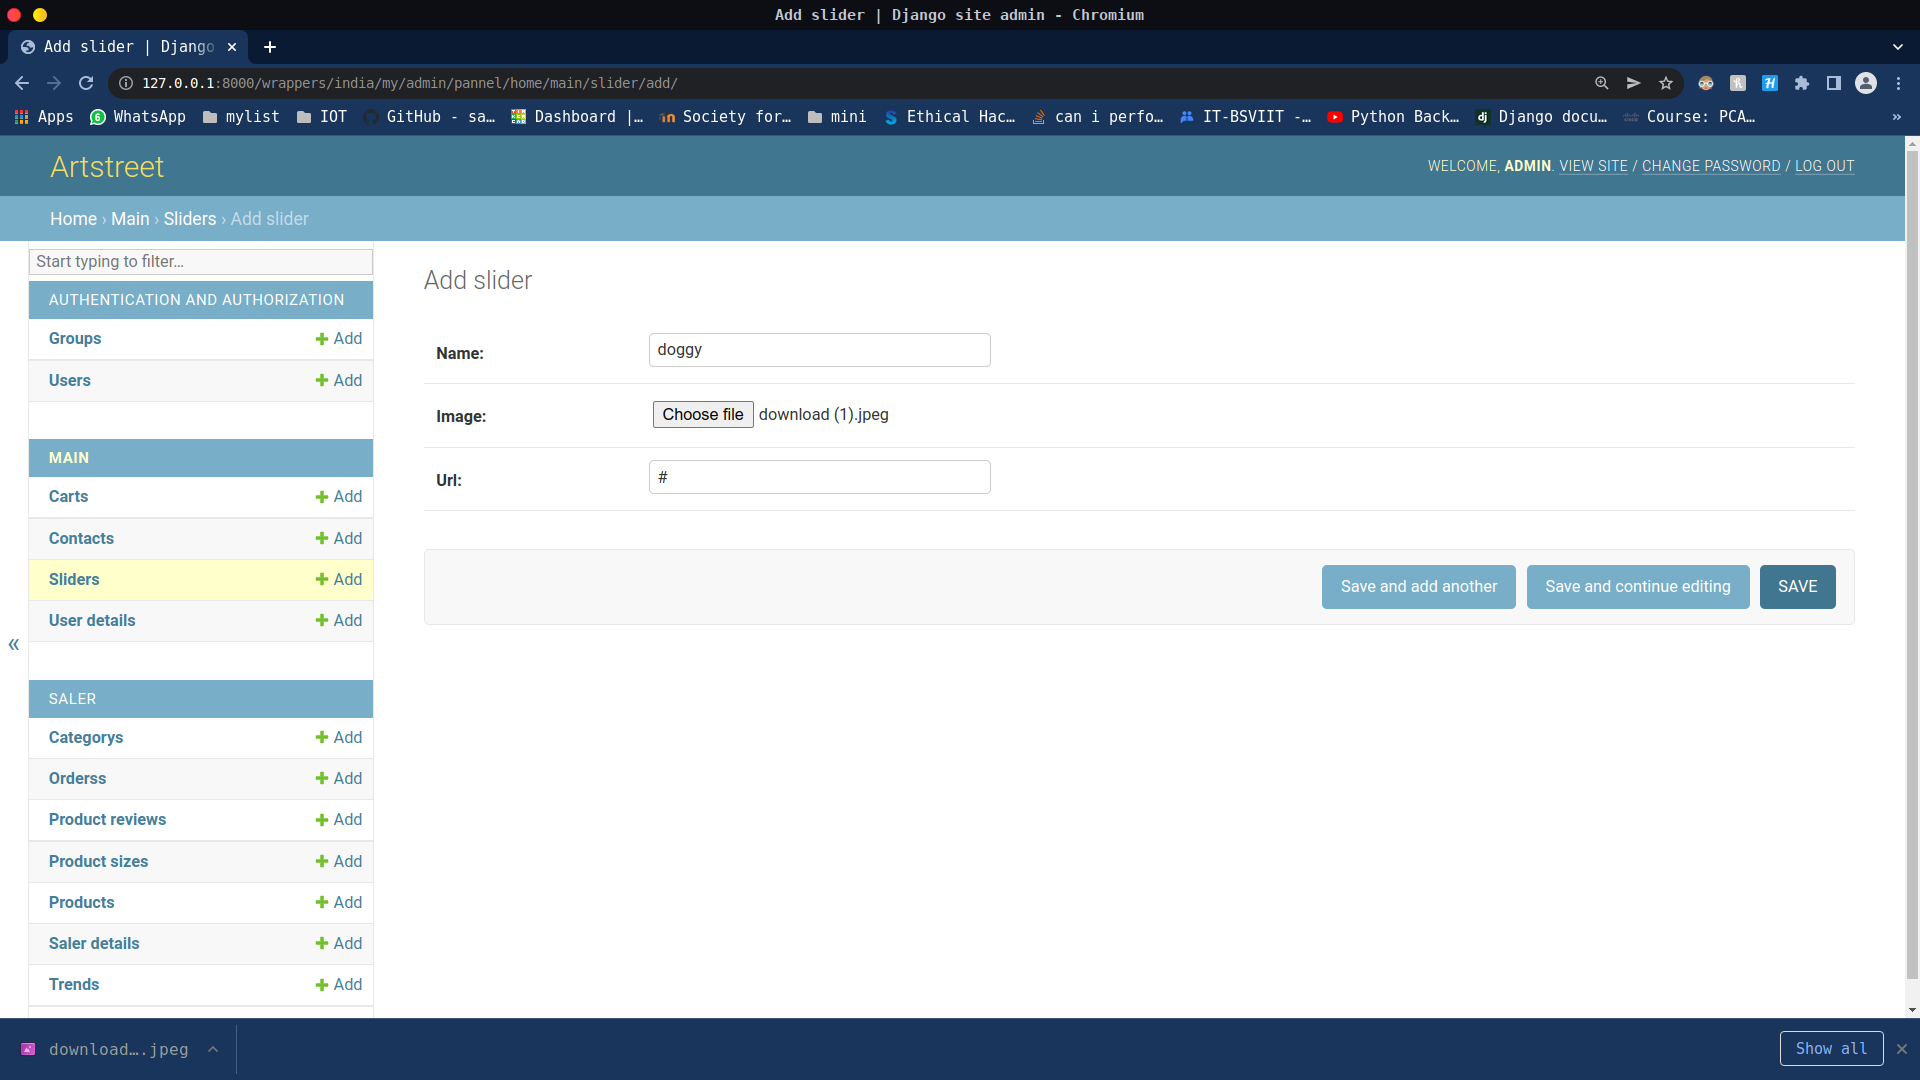 Add slider | Django site admin - Chromium
Add slider | Django
127.0.0.1:8000/wrappers/india/my/admin/pannel/home/main/slider/add/
Apps WhatsApp mylist IOT GitHub - sa… Dashboard |… Society for… mini Ethical Hac… can i perfo… IT-BSVIIT -… Python Back… Django docu… Course: PCA… »
Artstreet
WELCOME, ADMIN. VIEW SITE / CHANGE PASSWORD / LOG OUT
Home › Main › Sliders › Add slider
Start typing to filter…
AUTHENTICATION AND AUTHORIZATION
Groups Add
Users Add
MAIN
Carts Add
Contacts Add
Sliders Add
User details Add
«
SALER
Categorys Add
Orderss Add
Product reviews Add
Product sizes Add
Products Add
Saler details Add
Trends Add
Add slider
Name: doggy
Image: Choose file download (1).jpeg
Url: #
Save and add another Save and continue editing SAVE
download….jpeg
Show all